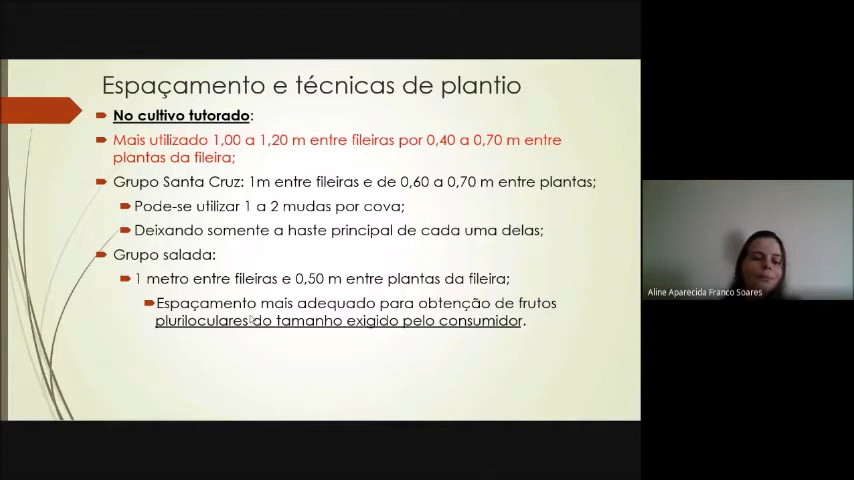 Espaçamento e técnicas de plantio
No cultivo tutorado:
Mais utilizado 1,00 a 1,20 m entre fileiras por 0,40 a 0,70 m entre
plantas da fileira;
Grupo Santa Cruz: 1m entre fileiras e de 0,60 a 0,70 m entre plantas;
Pode-se utilizar 1 a 2 mudas por cova;
Deixando somente a haste principal de cada uma delas;
Grupo salada:
1 metro entre fileiras e 0,50 m entre plantas da fileira;
Espaçamento mais adequado para obtenção de frutos
pluriloculares do tamanho exigido pelo consumidor.
Aline Aparecida Franco Soares